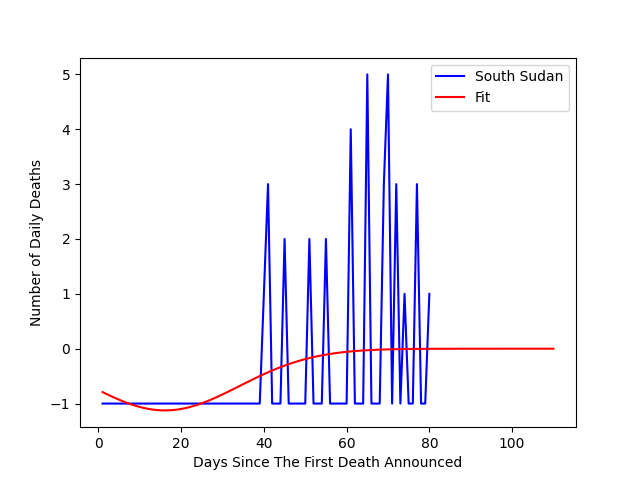 South Sudan
Fit
5
4
3
2
1
0
−1
Number of Daily Deaths
0 20 40 60 80 100
Days Since The First Death Announced